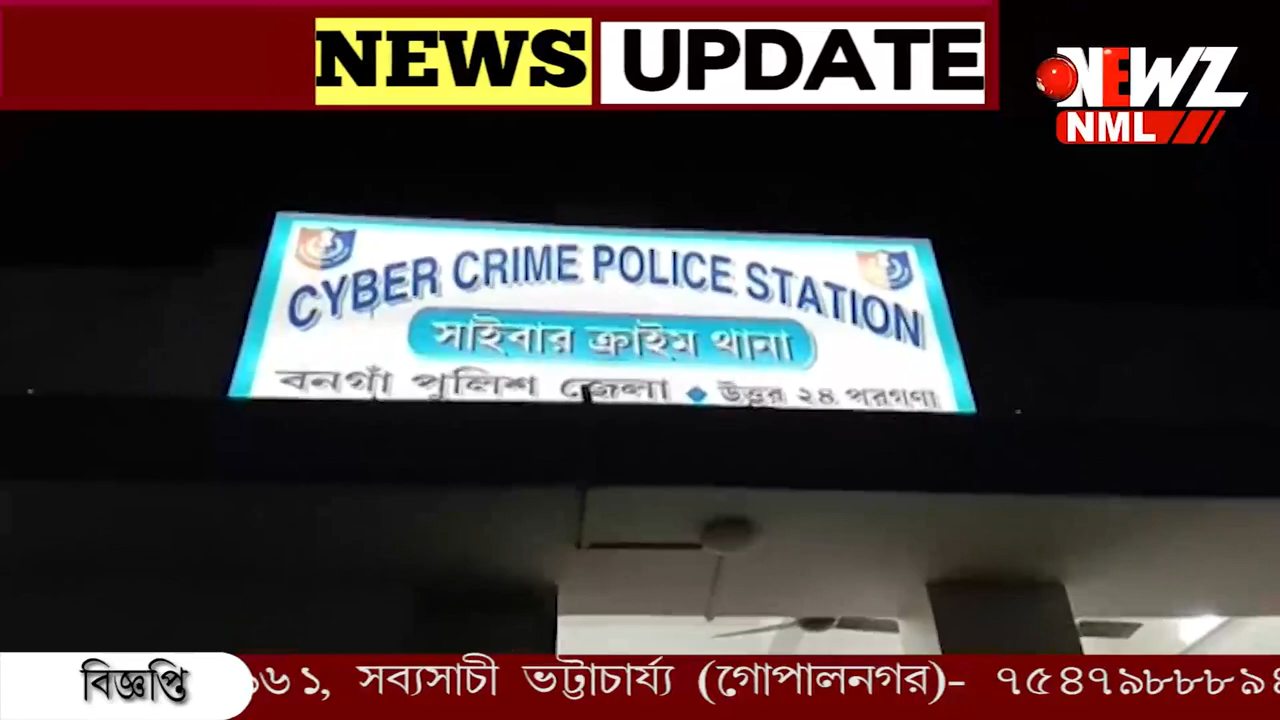 NEWS UPDATE
NEWZ
NML
CYBER CRIME POLICE STATION
সাইবার ক্রাইম থানা
বনগাঁ পুলিশ জেলা ◆ উত্তর ২৪ পরগণা
বিজ্ঞপ্তি
৬১, সব্যসাচী ভট্টাচার্য্য (গোপালনগর)- ৭৫৪৭৯৮৮৮৯